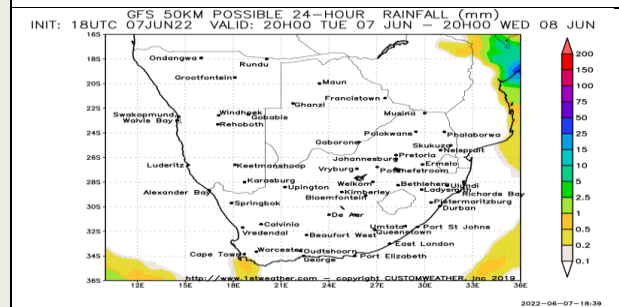 GFS 50KM POSSIBLE 24-HOUR RAINFALL (mm)
INIT: 18UTC 07JUN22 VALID: 20H00 TUE 07 JUN - 20H00 WED 08 JUN
16S
18S
20S
22S
24S
26S
28S
30S
32S
34S
36S
Ondangwa
Rundu
Grootfontein
Maun
Ghanzi
Francistown
Musina
Swakopmund
Walvis Bay
Windhoek
Gobabis
Rehoboth
Polokwane
Phalaborwa
Gaborone
Skukuza
Nelspruit
Pretoria
Johannesburg
Luderitz
Keetmanshoop
Vryburg
Potchefstroom
Ermelo
Karasburg
Upington
Welkom
Bethlehem
Ulundi
Alexander Bay
Kimberley
Ladysmith
Richards Bay
Bloemfontein
Springbok
Pietermaritzburg
Durban
De Aar
Calvinia
Vredendal
Beaufort West
Umtata
Port St Johns
Queenstown
East London
Cape Town
Worcester
Oudtshoorn
George
Port Elizabeth
http://www.1stweather.com - copyright CUSTOMWEATHER, Inc 2019
12E
15E
18E
21E
24E
27E
30E
33E
36E
200
150
100
75
50
25
20
15
10
5
2.5
1
0.5
0.2
0.1
2022-06-07-18:39